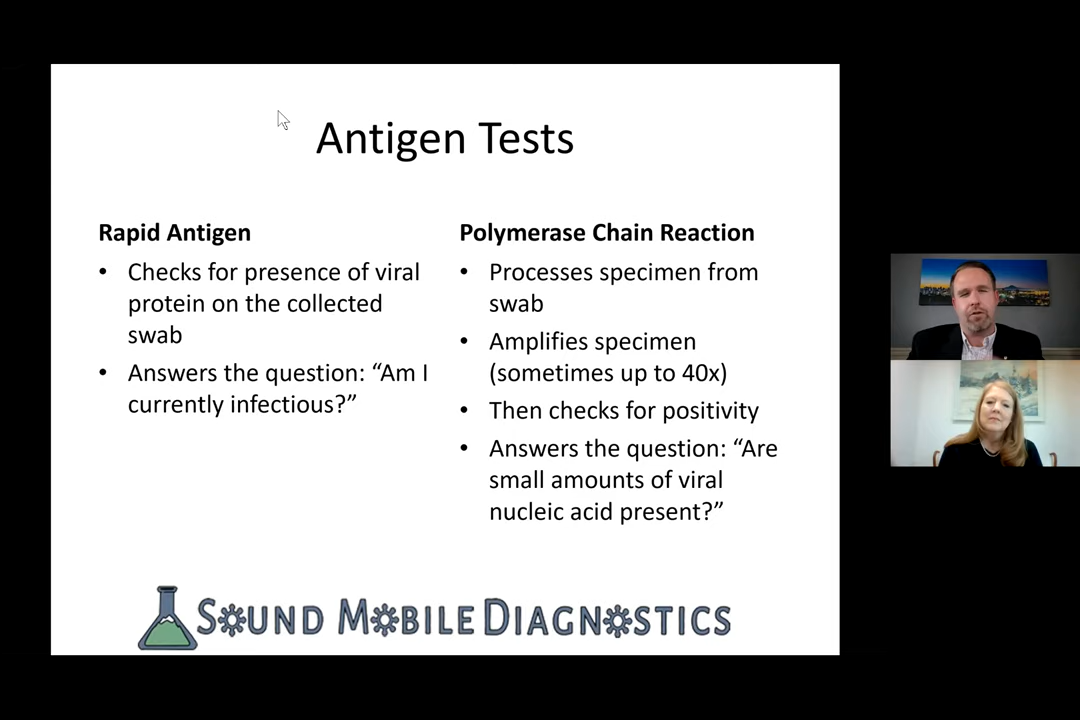 Antigen Tests
Rapid Antigen
• Checks for presence of viral
protein on the collected
swab
• Answers the question: “Am I
currently infectious?”
Polymerase Chain Reaction
• Processes specimen from
swab
• Amplifies specimen
(sometimes up to 40x)
• Then checks for positivity
• Answers the question: “Are
small amounts of viral
nucleic acid present?”
SOUND MOBILE DIAGNOSTICS